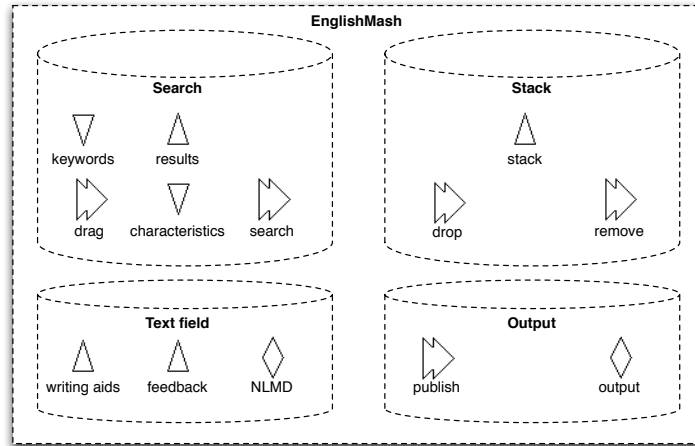 EnglishMash
Search
keywords
results
drag
characteristics
search
Stack
stack
drop
remove
Text field
writing aids
feedback
NLMD
Output
publish
output